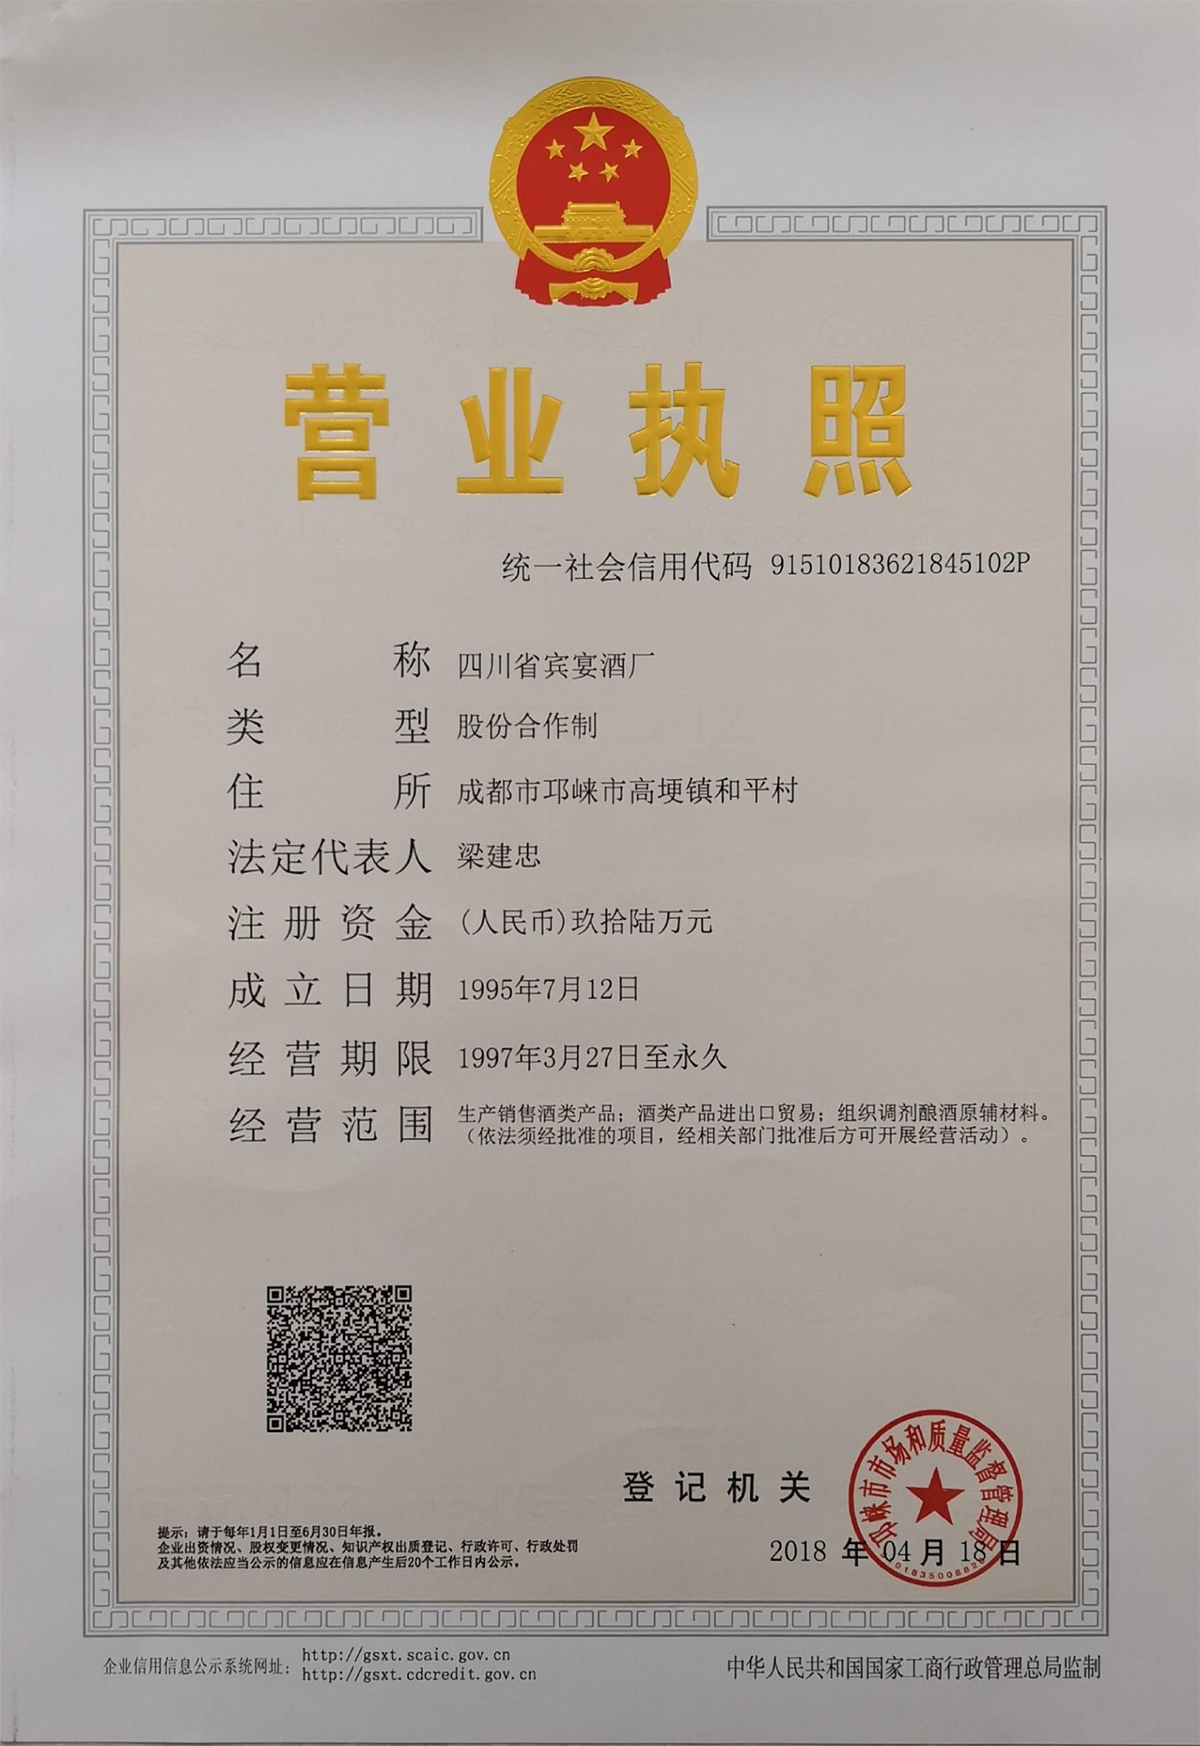 营业执照
统一社会信用代码 91510183621845102P
名称 四川省宾宴酒厂
类型 股份合作制
住所 成都市邛崃市高埂镇和平村
法定代表人 梁建忠
注册资金 (人民币)玖拾陆万元
成立日期 1995年7月12日
经营期限 1997年3月27日至永久
经营范围 生产销售酒类产品；酒类产品进出口贸易；组织调剂酿酒原辅材料。
（依法须经批准的项目，经相关部门批准后方可开展经营活动）。
登记机关
邛崃市市场和质量监督管理局
2018 年 04 月 18 日
提示：请于每年1月1日至6月30日年报。
企业出资情况、股权变更情况、知识产权出质登记、行政许可、行政处罚
及其他依法应当公示的信息应在信息产生后20个工作日内公示。
企业信用信息公示系统网址：
http://gsxt.scaic.gov.cn
http://gsxt.cdcredit.gov.cn
中华人民共和国国家工商行政管理总局监制